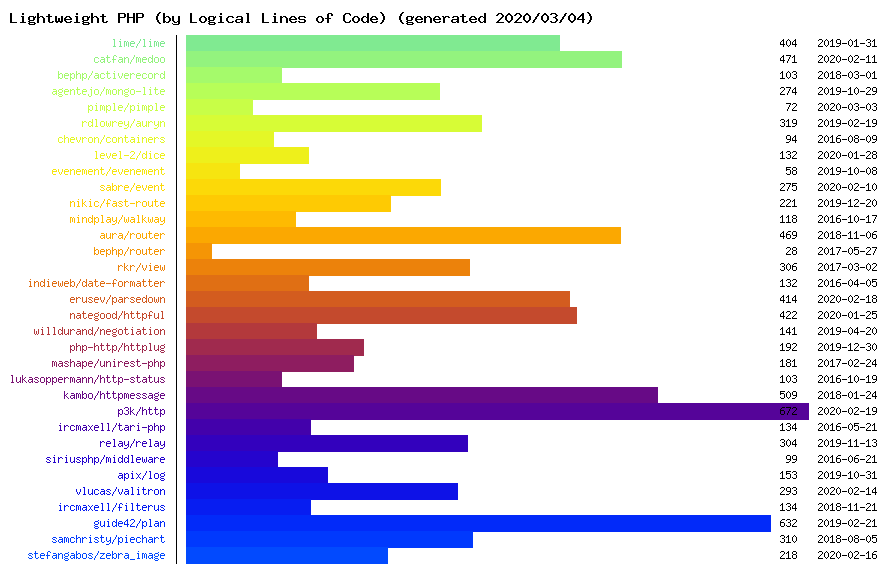 Lightweight PHP (by Logical Lines of Code) (generated 2020/03/04)
lime/lime 404 2019-01-31
catfan/medoo 471 2020-02-11
bephp/activerecord 103 2018-03-01
agentejo/mongo-lite 274 2019-10-29
pimple/pimple 72 2020-03-03
rdlowrey/auryn 319 2019-02-19
chevron/containers 94 2016-08-09
level-2/dice 132 2020-01-28
evenement/evenement 58 2019-10-08
sabre/event 275 2020-02-10
nikic/fast-route 221 2019-12-20
mindplay/walkway 118 2016-10-17
aura/router 469 2018-11-06
bephp/router 28 2017-05-27
rkr/view 306 2017-03-02
indieweb/date-formatter 132 2016-04-05
erusev/parsedown 414 2020-02-18
nategood/httpful 422 2020-01-25
willdurand/negotiation 141 2019-04-20
php-http/httplug 192 2019-12-30
mashape/unirest-php 181 2017-02-24
lukasoppermann/http-status 103 2016-10-19
kambo/httpmessage 509 2018-01-24
p3k/http 672 2020-02-19
ircmaxell/tari-php 134 2016-05-21
relay/relay 304 2019-11-13
siriusphp/middleware 99 2016-06-21
apix/log 153 2019-10-31
vlucas/valitron 293 2020-02-14
ircmaxell/filterus 134 2018-11-21
guide42/plan 632 2019-02-21
samchristy/piechart 310 2018-08-05
stefangabos/zebra_image 218 2020-02-16